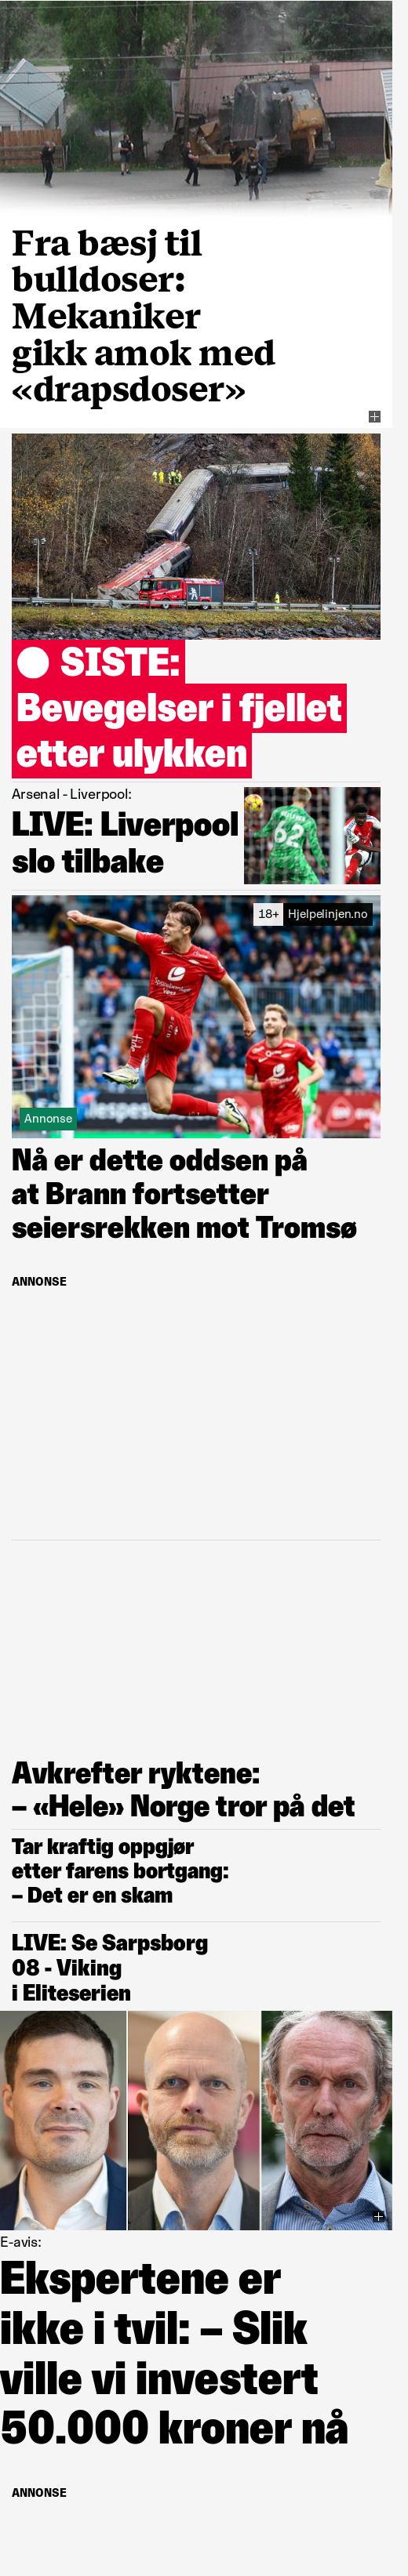 Fra bæsj til
bulldoser:
Mekaniker
gikk amok med
«drapsdoser»
SISTE:
Bevegelser i fjellet
etter ulykken
Arsenal - Liverpool:
LIVE: Liverpool
slo tilbake
62
18+ Hjelpelinjen.no
Annonse
Nå er dette oddsen på
at Brann fortsetter
seiersrekken mot Tromsø
ANNONSE
Avkrefter ryktene:
– «Hele» Norge tror på det
Tar kraftig oppgjør
etter farens bortgang:
– Det er en skam
LIVE: Se Sarpsborg
08 - Viking
i Eliteserien
E-avis:
Ekspertene er
ikke i tvil: – Slik
ville vi investert
50.000 kroner nå
ANNONSE